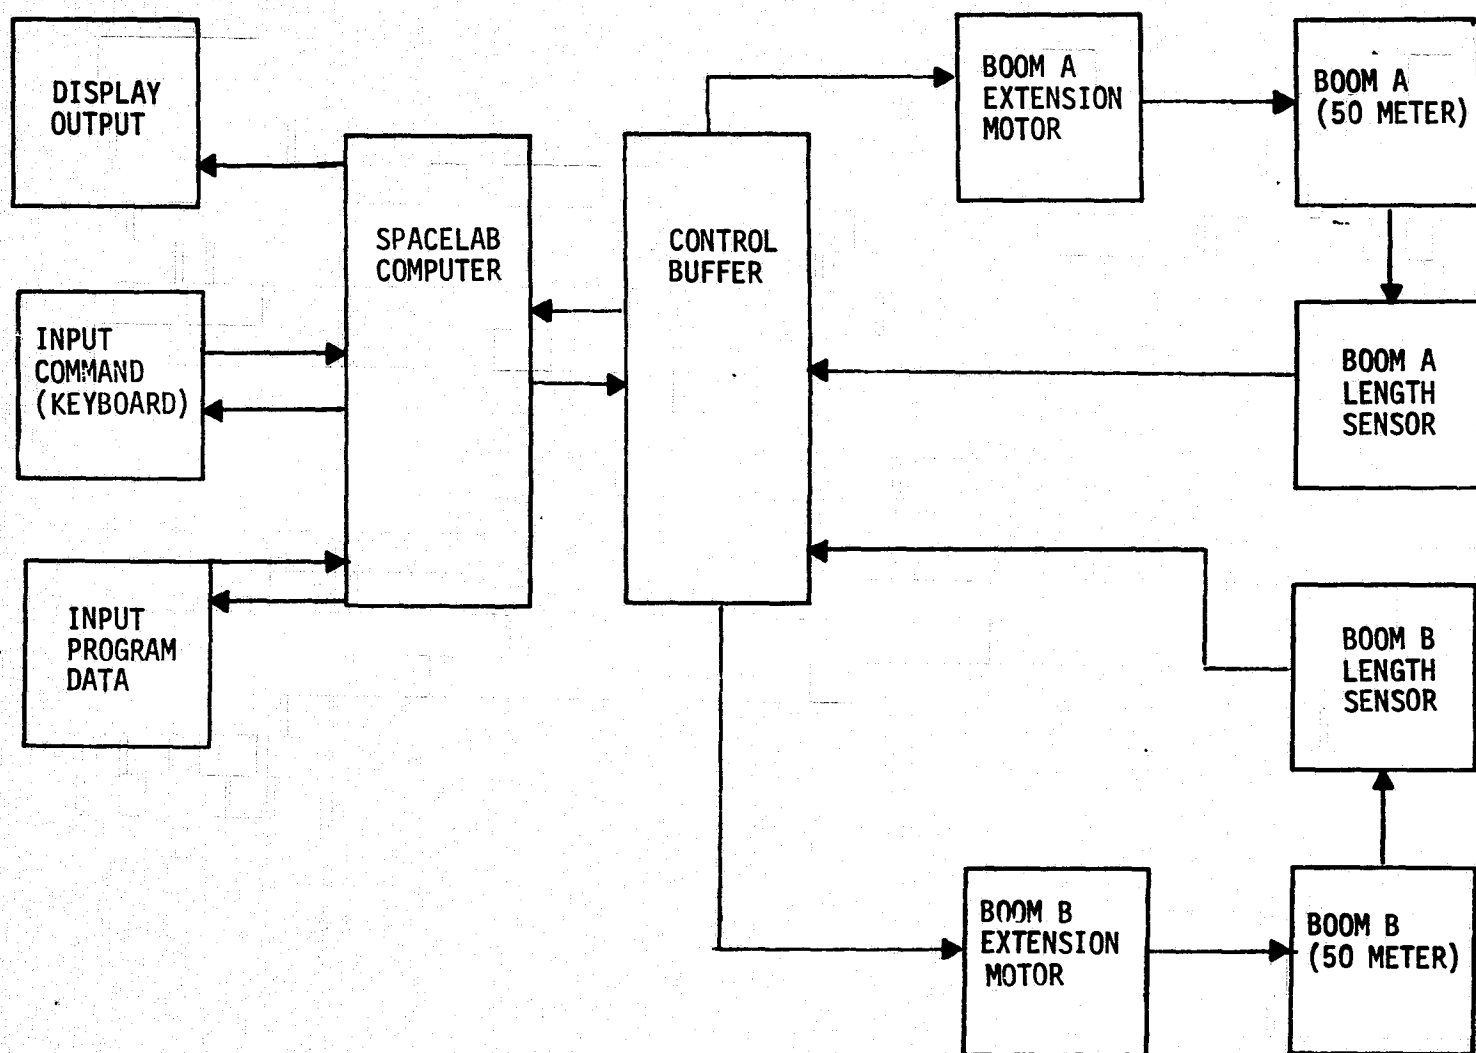 DISPLAY
OUTPUT
SPACELAB
COMPUTER
INPUT
COMMAND
(KEYBOARD)
INPUT
PROGRAM
DATA
CONTROL
BUFFER
BOOM A
EXTENSION
MOTOR
BOOM A
(50 METER)
BOOM A
LENGTH
SENSOR
BOOM B
LENGTH
SENSOR
BOOM B
EXTENSION
MOTOR
BOOM B
(50 METER)